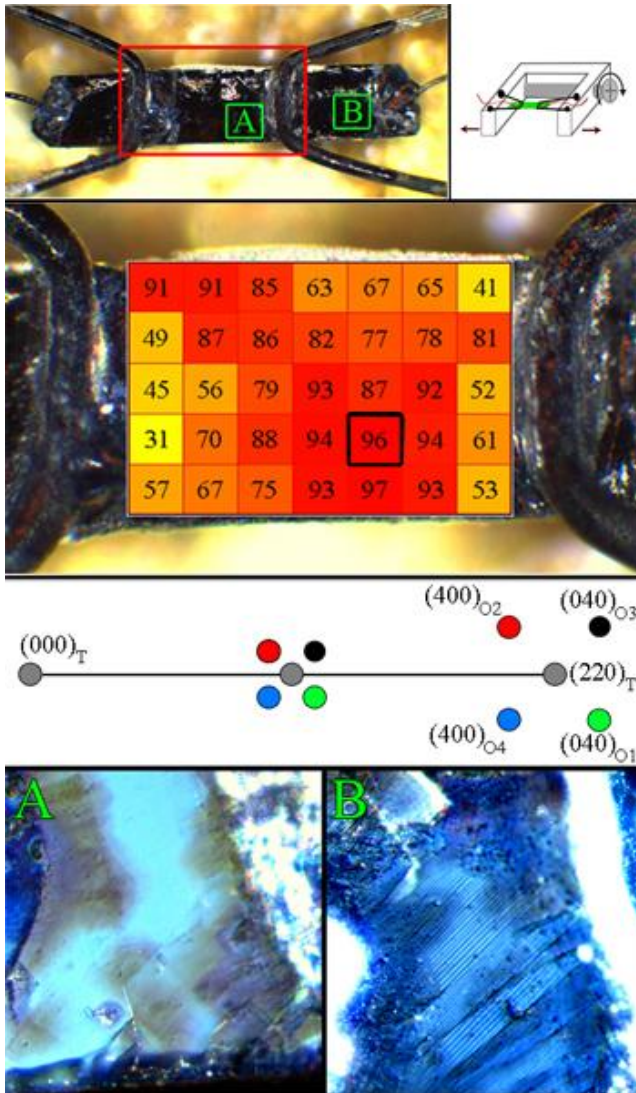 A B
91 91 85 63 67 65 41
49 87 86 82 77 78 81
45 56 79 93 87 92 52
31 70 88 94 96 94 61
57 67 75 93 97 93 53
(400)O2 (040)O3
(000)T
(220)T
(400)O4 (040)O1
A B